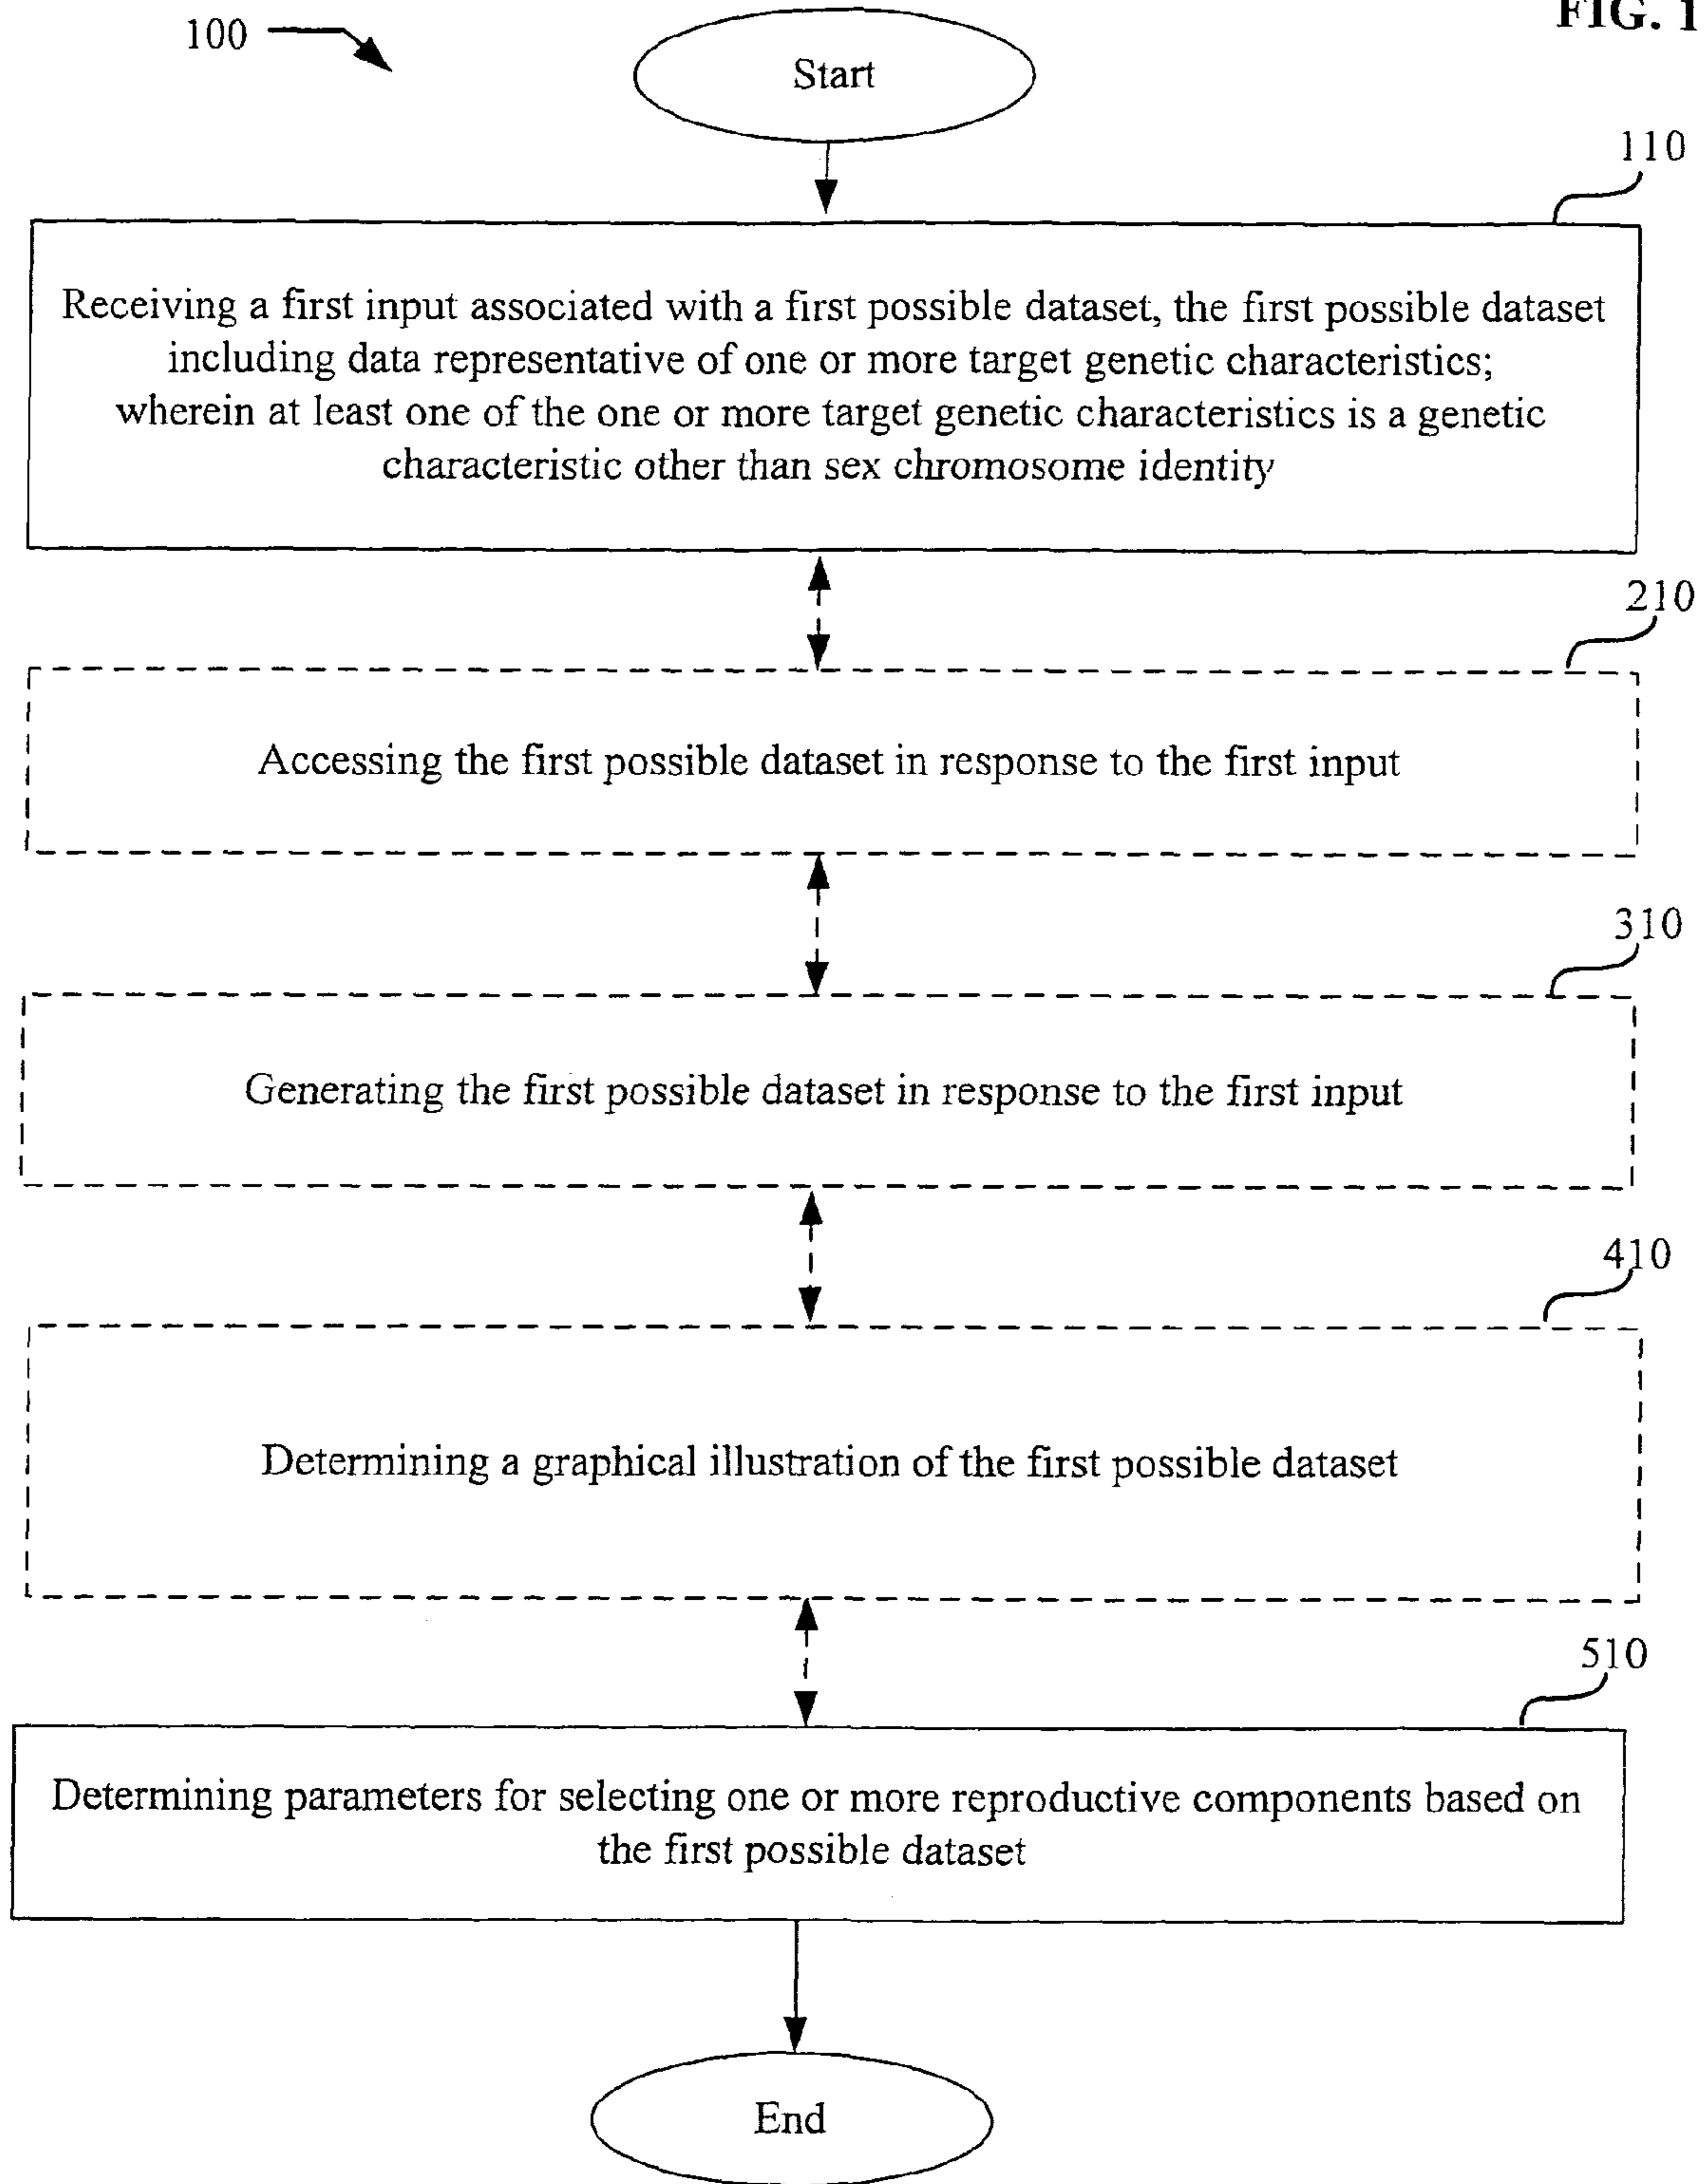 FIG. 1
100
Start
110
Receiving a first input associated with a first possible dataset, the first possible dataset
including data representative of one or more target genetic characteristics;
wherein at least one of the one or more target genetic characteristics is a genetic
characteristic other than sex chromosome identity
210
Accessing the first possible dataset in response to the first input
310
Generating the first possible dataset in response to the first input
410
Determining a graphical illustration of the first possible dataset
510
Determining parameters for selecting one or more reproductive components based on
the first possible dataset
End